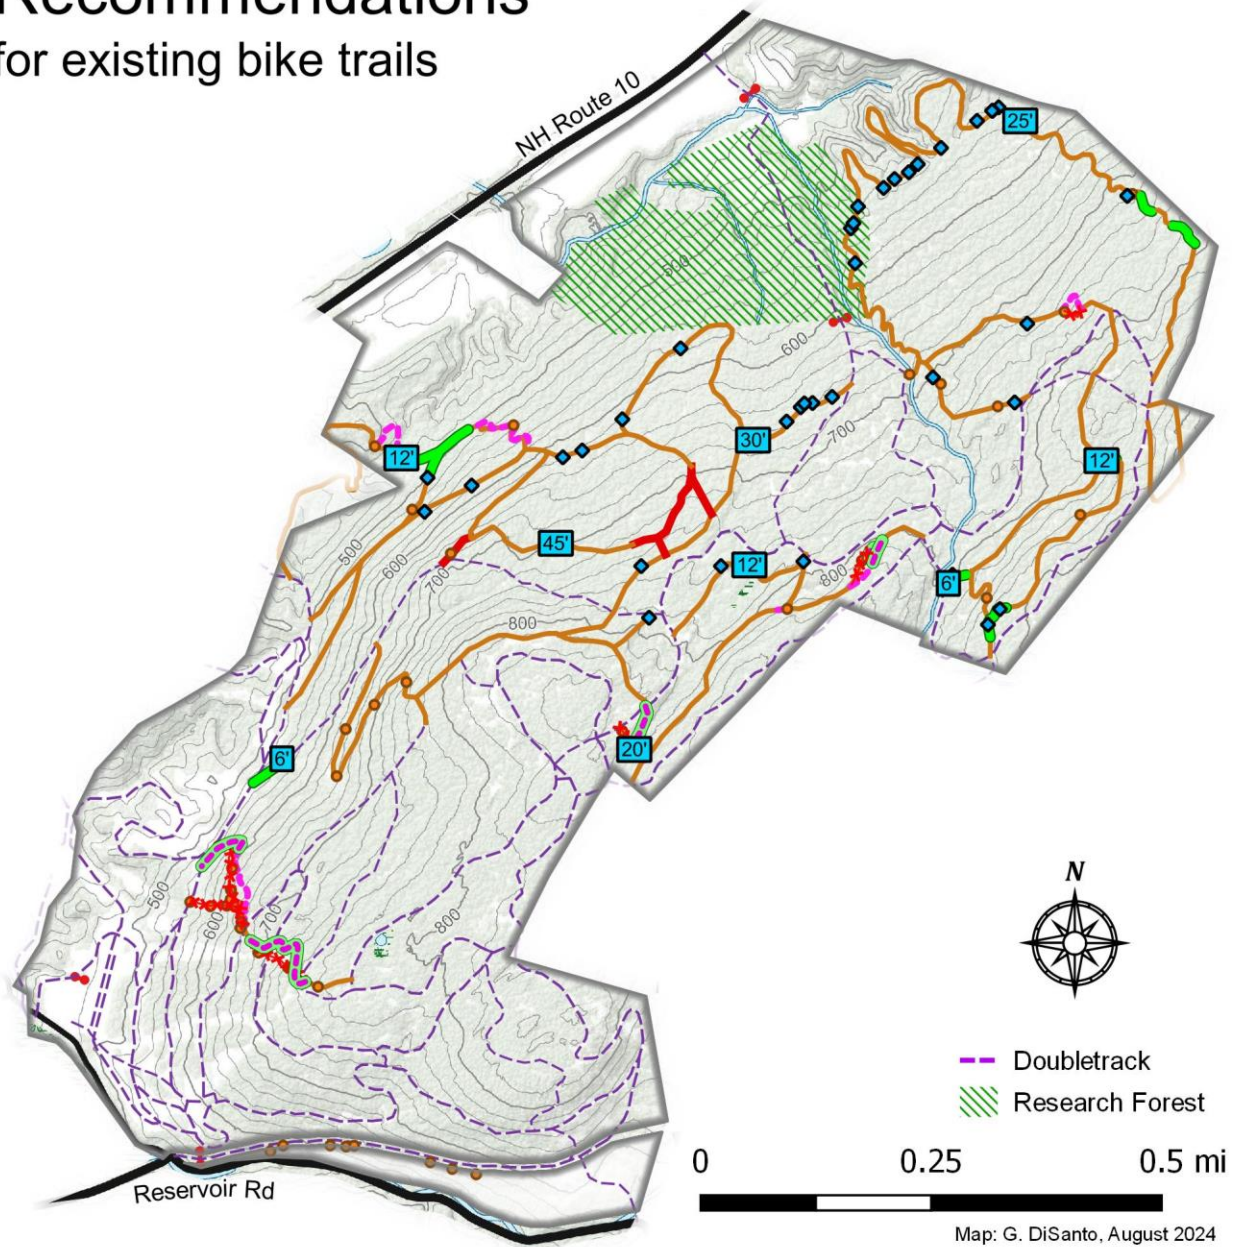 Recommendations
for existing bike trails
NH Route 10
25'
500
600
12'
30'
700
12'
45'
500
600
700
12'
800
6'
800
20'
6'
500
600
700
800
N
Doubletrack
Research Forest
0 0.25 0.5 mi
Reservoir Rd
Map: G. DiSanto, August 2024